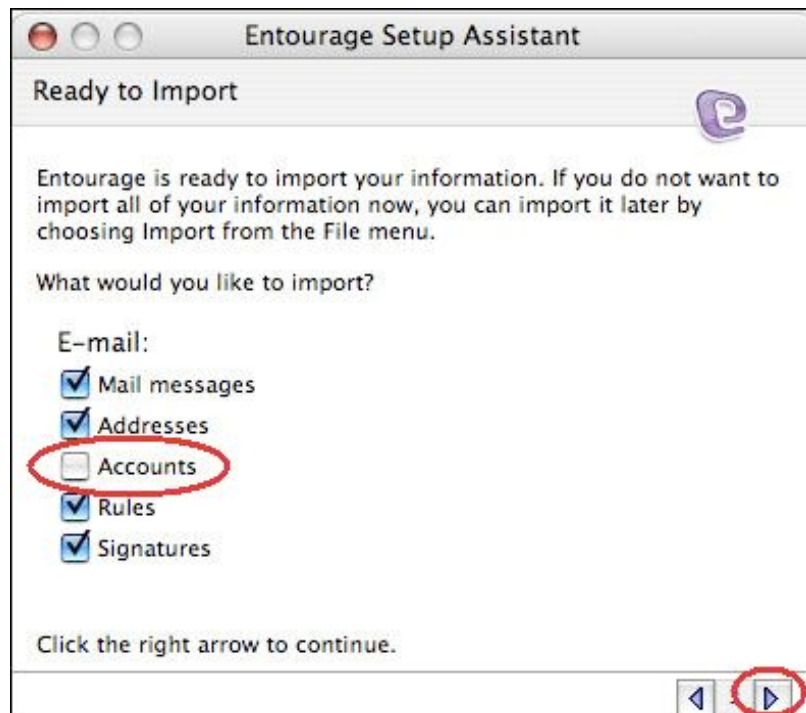 Entourage Setup Assistant
Ready to Import
Entourage is ready to import your information. If you do not want to
import all of your information now, you can import it later by
choosing Import from the File menu.
What would you like to import?
E-mail:
Mail messages
Addresses
Accounts
Rules
Signatures
Click the right arrow to continue.